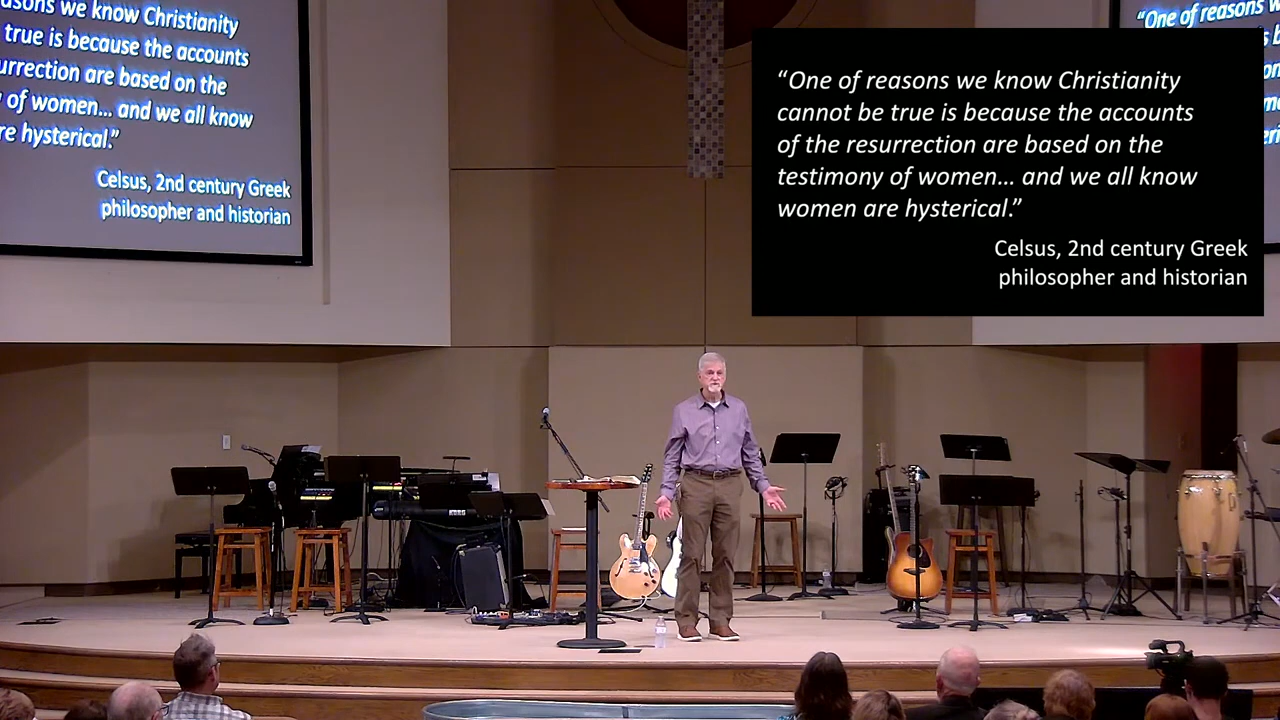 asons we know Christianity
true is because the accounts
urrection are based on the
of women… and we all know
re hysterical.”
Celsus, 2nd century Greek
philosopher and historian
“One of reasons we know Christianity
cannot be true is because the accounts
of the resurrection are based on the
testimony of women… and we all know
women are hysterical.”
Celsus, 2nd century Greek
philosopher and historian
“One of reasons w